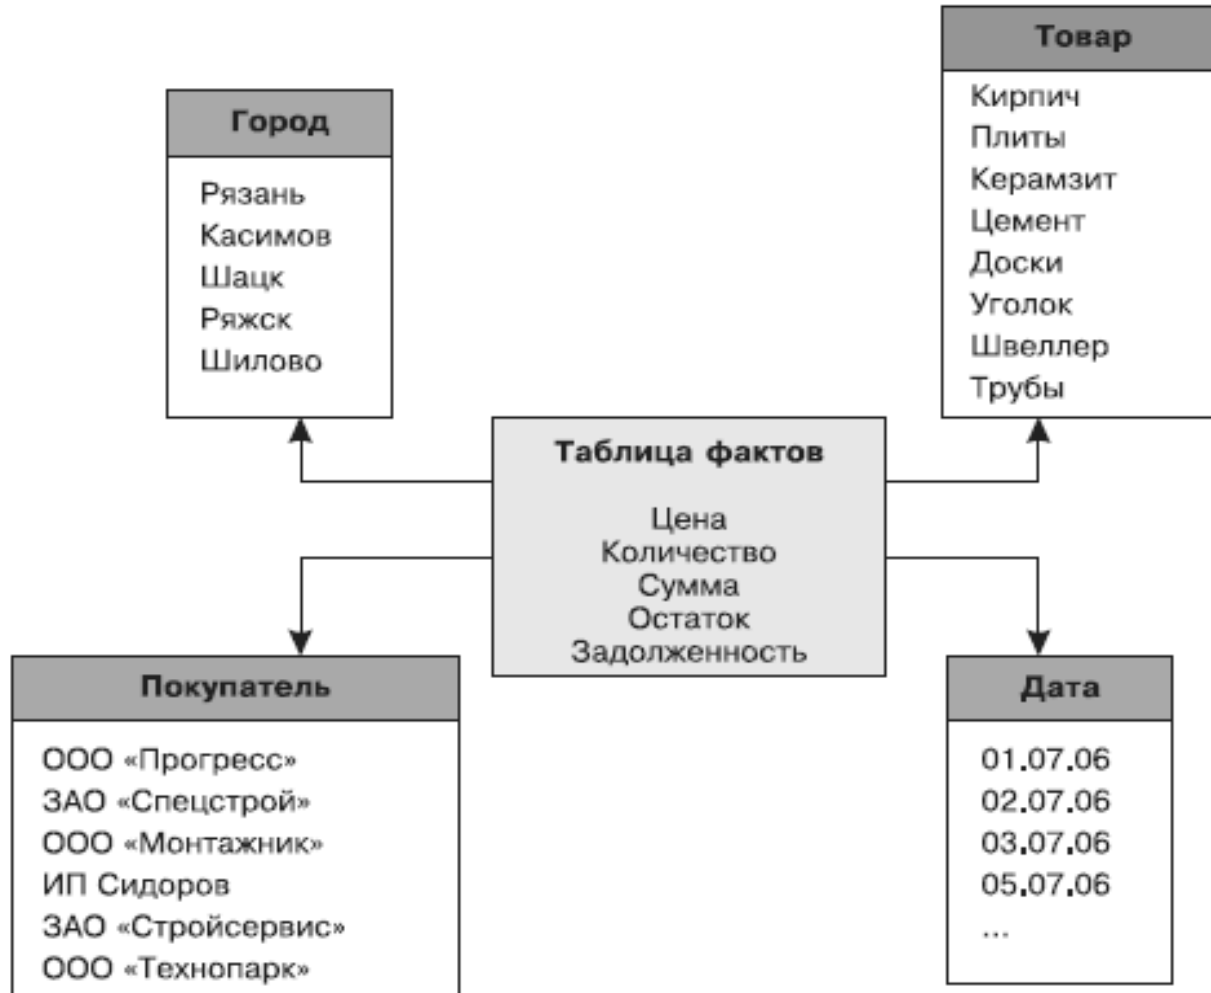 Товар
Кирпич
Плиты
Керамзит
Цемент
Доски
Уголок
Швеллер
Трубы
Город
Рязань
Касимов
Шацк
Ряжск
Шилово
Таблица фактов
Цена
Количество
Сумма
Остаток
Задолженность
Покупатель
ООО «Прогресс»
ЗАО «Спецстрой»
ООО «Монтажник»
ИП Сидоров
ЗАО «Стройсервис»
ООО «Технопарк»
Дата
01.07.06
02.07.06
03.07.06
05.07.06
...